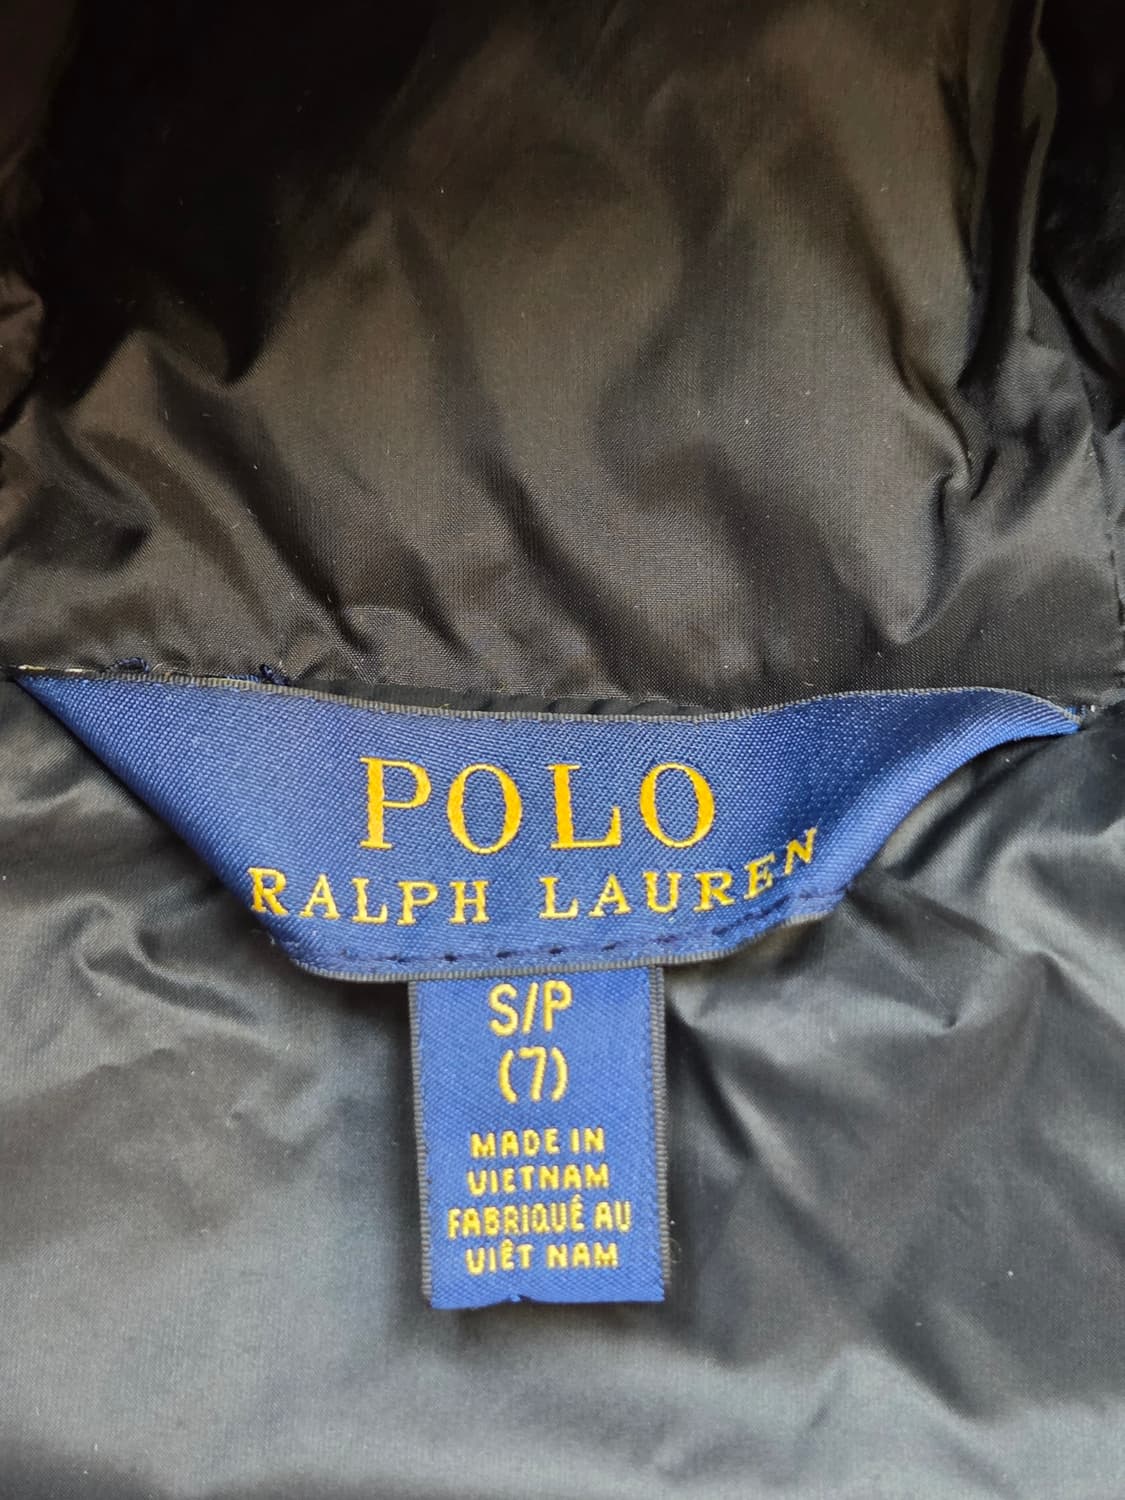 POLO
RALPH LAUREN
S/P
(7)
MADE IN
VIETNAM
FABRIQUÉ AU
VIÊT NAM